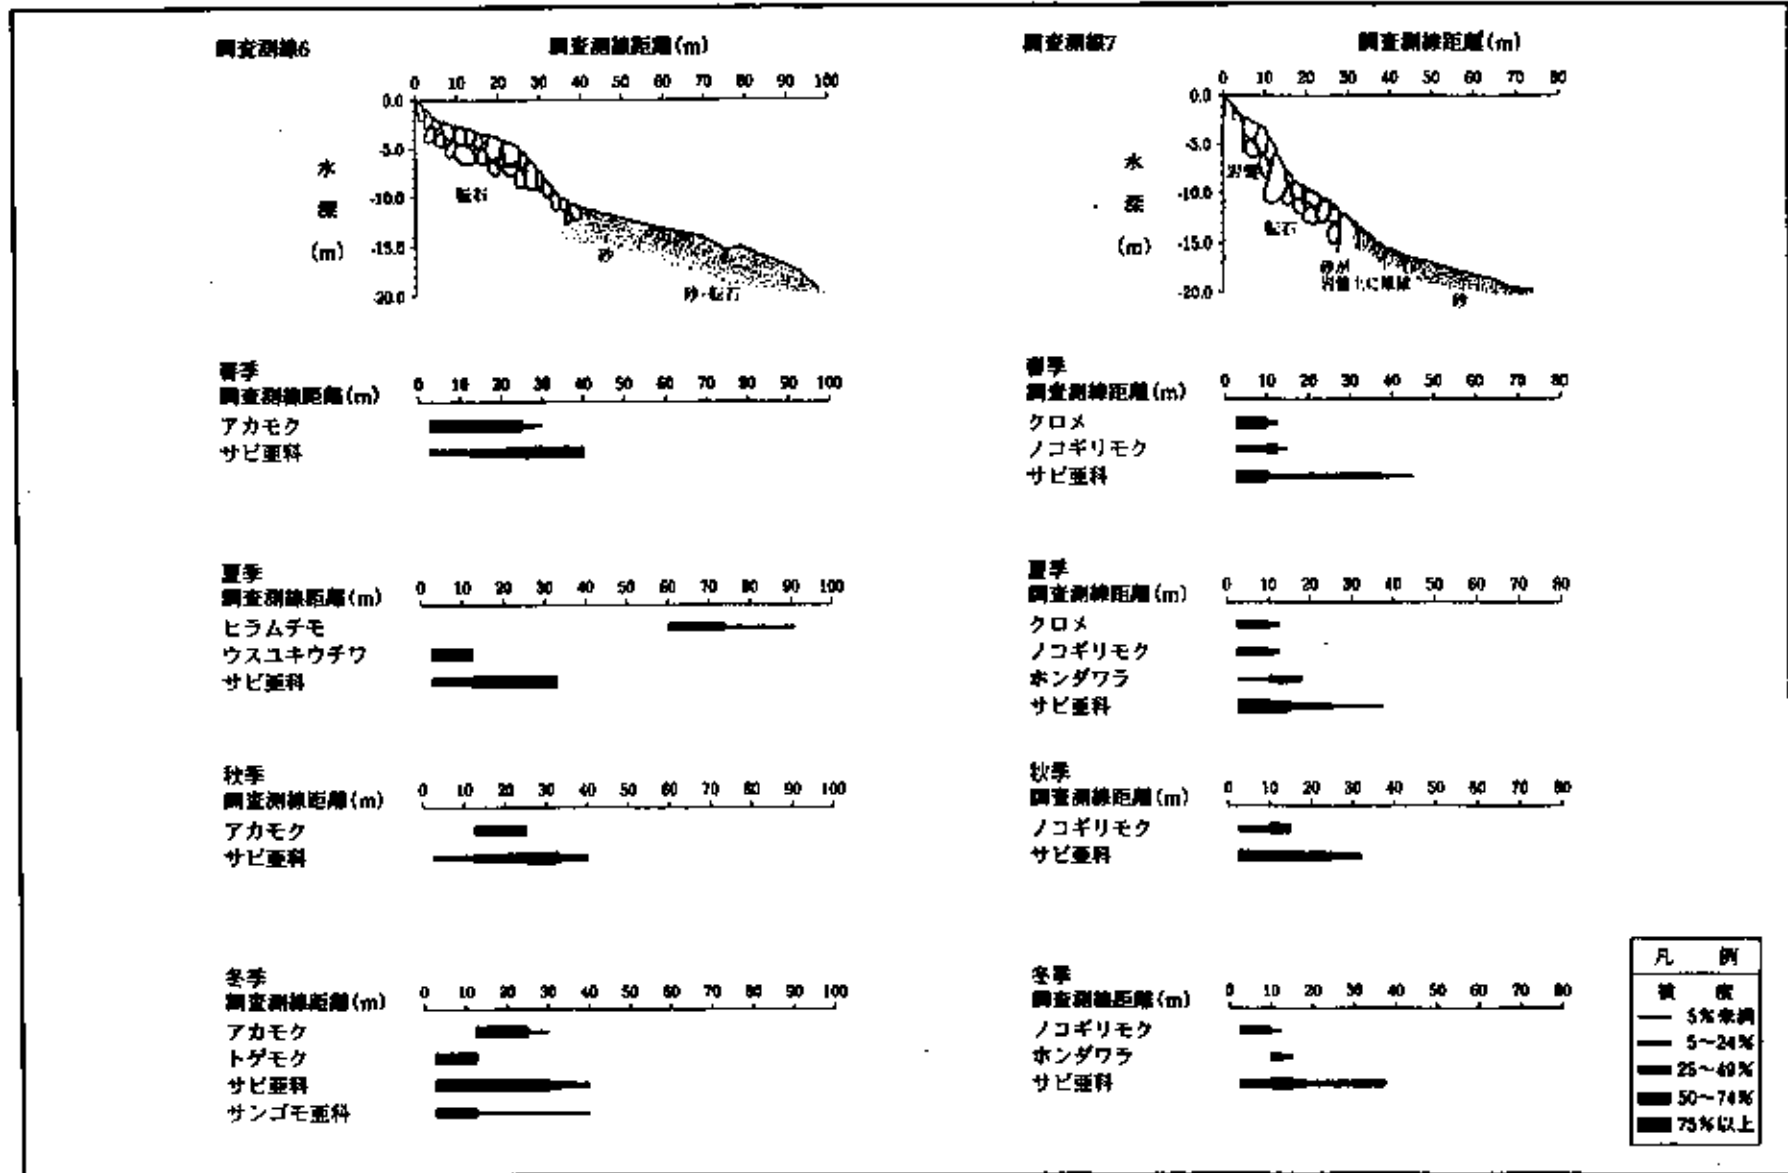 調査測線6
調査測線距離(m)
0 10 20 30 40 50 60 70 80 90 100
0.0
-5.0
-10.0
-15.0
-20.0
水
深
(m)
転石
砂
砂・転石
春季
0 10 20 30 40 50 60 70 80 90 100
調査測線距離(m)
アカモク
サビ亜科
夏季
0 10 20 30 40 50 60 70 80 90 100
調査測線距離(m)
ヒラムチモ
ウスユキウチワ
サビ亜科
秋季
0 10 20 30 40 50 60 70 80 90 100
調査測線距離(m)
アカモク
サビ亜科
冬季
0 10 20 30 40 50 60 70 80 90 100
調査測線距離(m)
アカモク
トゲモク
サビ亜科
サンゴモ亜科
調査測線7
調査測線距離(m)
0 10 20 30 40 50 60 70 80
0.0
-5.0
-10.0
-15.0
-20.0
水
深
(m)
岩盤
転石
砂が
岩盤上に堆積
砂
春季
0 10 20 30 40 50 60 70 80
調査測線距離(m)
クロメ
ノコギリモク
サビ亜科
夏季
0 10 20 30 40 50 60 70 80
調査測線距離(m)
クロメ
ノコギリモク
ホンダワラ
サビ亜科
秋季
0 10 20 30 40 50 60 70 80
調査測線距離(m)
ノコギリモク
サビ亜科
冬季
0 10 20 30 40 50 60 70 80
調査測線距離(m)
ノコギリモク
ホンダワラ
サビ亜科
凡 例
被 度
5%未満
5〜24%
25〜49%
50〜74%
75%以上